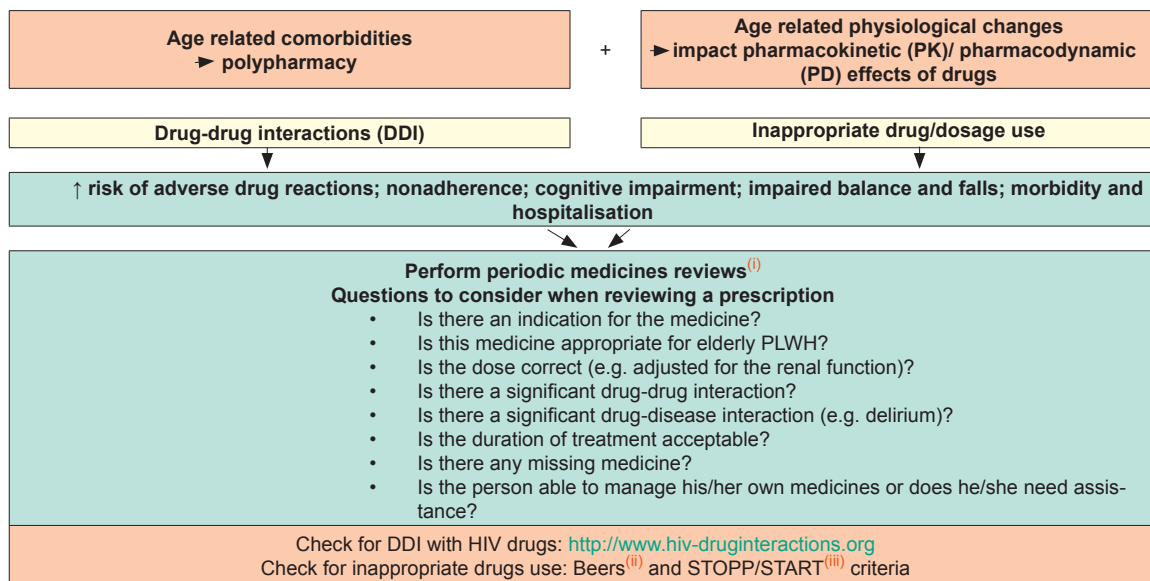 Age related comorbidities
→ polypharmacy
+
Age related physiological changes
→ impact pharmacokinetic (PK)/ pharmacodynamic
(PD) effects of drugs
Drug-drug interactions (DDI)
Inappropriate drug/dosage use
↑ risk of adverse drug reactions; nonadherence; cognitive impairment; impaired balance and falls; morbidity and
hospitalisation
Perform periodic medicines reviews(i)
Questions to consider when reviewing a prescription
• Is there an indication for the medicine?
• Is this medicine appropriate for elderly PLWH?
• Is the dose correct (e.g. adjusted for the renal function)?
• Is there a significant drug-drug interaction?
• Is there a significant drug-disease interaction (e.g. delirium)?
• Is the duration of treatment acceptable?
• Is there any missing medicine?
• Is the person able to manage his/her own medicines or does he/she need assis-
tance?
Check for DDI with HIV drugs: http://www.hiv-druginteractions.org
Check for inappropriate drugs use: Beers(ii) and STOPP/START(iii) criteria